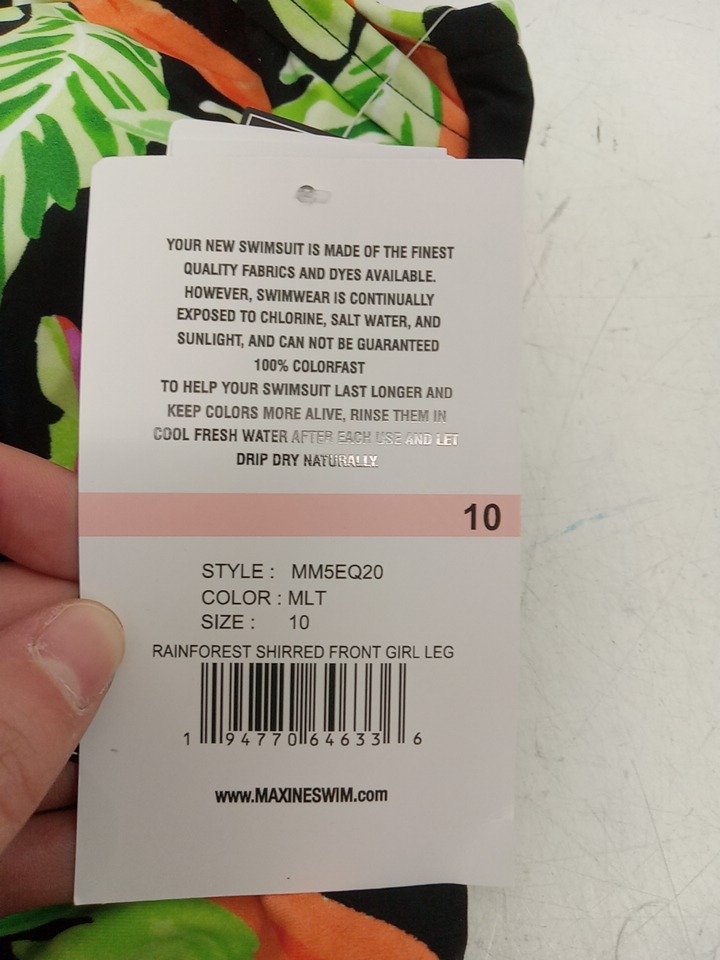 YOUR NEW SWIMSUIT IS MADE OF THE FINEST
QUALITY FABRICS AND DYES AVAILABLE.
HOWEVER, SWIMWEAR IS CONTINUALLY
EXPOSED TO CHLORINE, SALT WATER, AND
SUNLIGHT, AND CAN NOT BE GUARANTEED
100% COLORFAST
TO HELP YOUR SWIMSUIT LAST LONGER AND
KEEP COLORS MORE ALIVE, RINSE THEM IN
COOL FRESH WATER AFTER EACH USE AND LET
DRIP DRY NATURALLY.
10
STYLE : MM5EQ20
COLOR : MLT
SIZE : 10
RAINFOREST SHIRRED FRONT GIRL LEG
1 94770 64633 6
www.MAXINESWIM.com